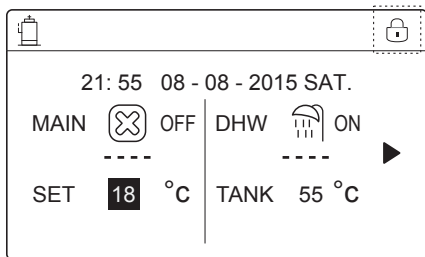 21: 55 08 - 08 - 2015 SAT.
MAIN OFF DHW ON
---- ----
SET 18 °C TANK 55 °C